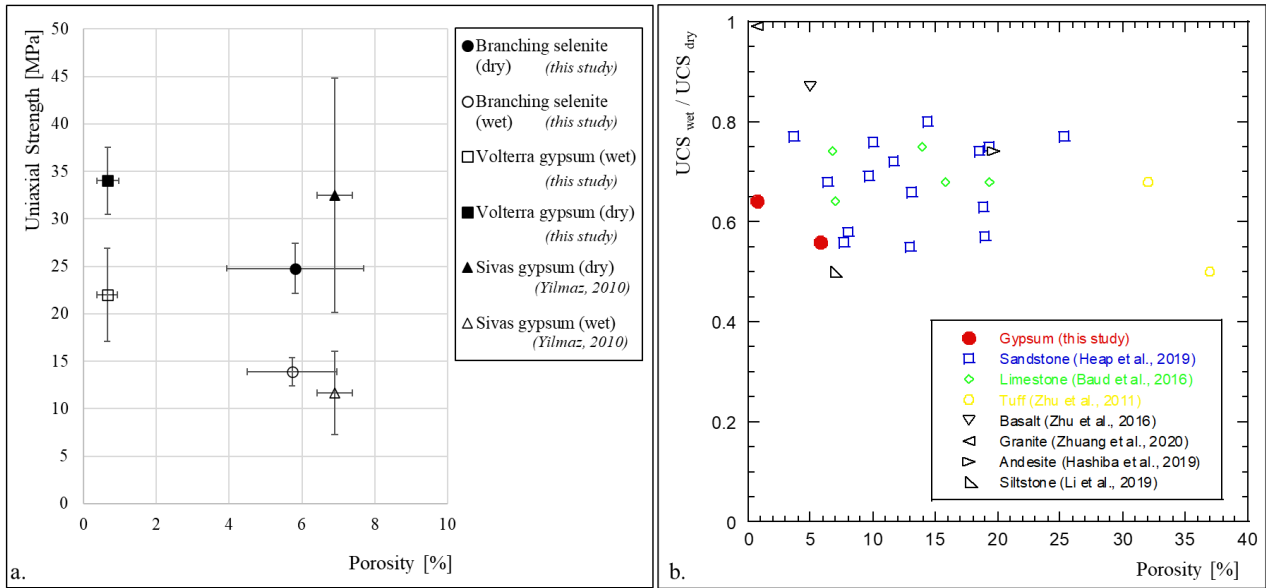 Uniaxial Strength [MPa]
50
45
40
35
30
25
20
15
10
5
0
0
2
4
6
8
10
Porosity [%]
a.
Branching selenite
(dry) (this study)
Branching selenite
(wet) (this study)
Volterra gypsum (wet)
(this study)
Volterra gypsum (dry)
(this study)
Sivas gypsum (dry)
(Yilmaz, 2010)
Sivas gypsum (wet)
(Yilmaz, 2010)
UCS wet / UCS dry
1
0.8
0.6
0.4
0.2
0
0
5
10
15
20
25
30
35
40
Porosity [%]
b.
Gypsum (this study)
Sandstone (Heap et al., 2019)
Limestone (Baud et al., 2016)
Tuff (Zhu et al., 2011)
Basalt (Zhu et al., 2016)
Granite (Zhuang et al., 2020)
Andesite (Hashiba et al., 2019)
Siltstone (Li et al., 2019)